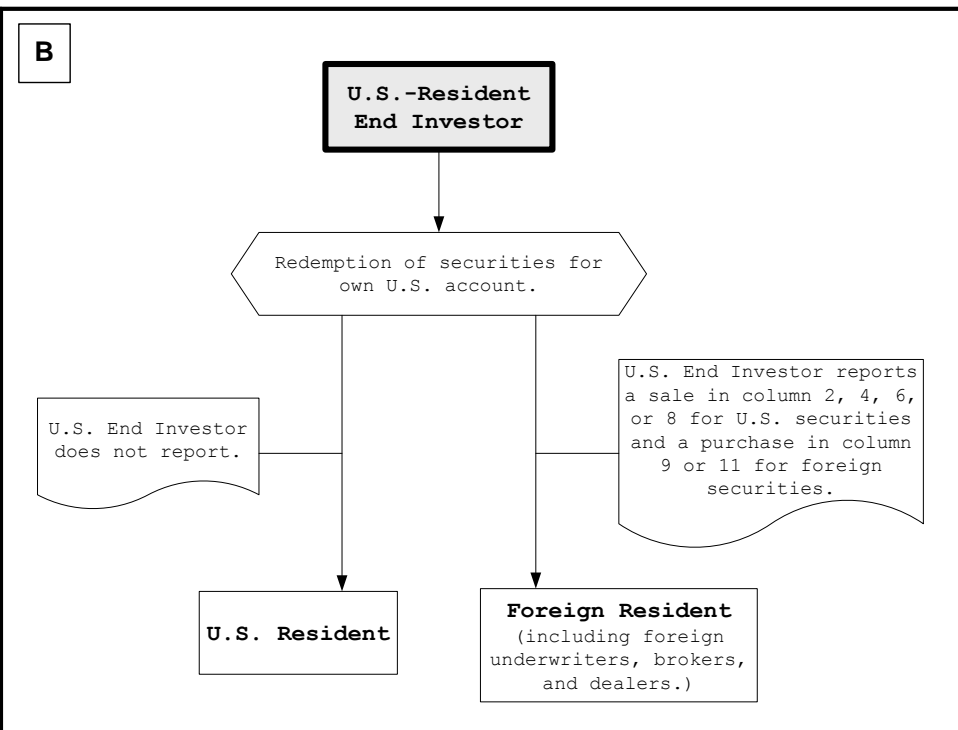 B
U.S.-Resident
End Investor
Redemption of securities for
own U.S. account.
U.S. End Investor
does not report.
U.S. End Investor reports
a sale in column 2, 4, 6,
or 8 for U.S. securities
and a purchase in column
9 or 11 for foreign
securities.
U.S. Resident
Foreign Resident
(including foreign
underwriters, brokers,
and dealers.)